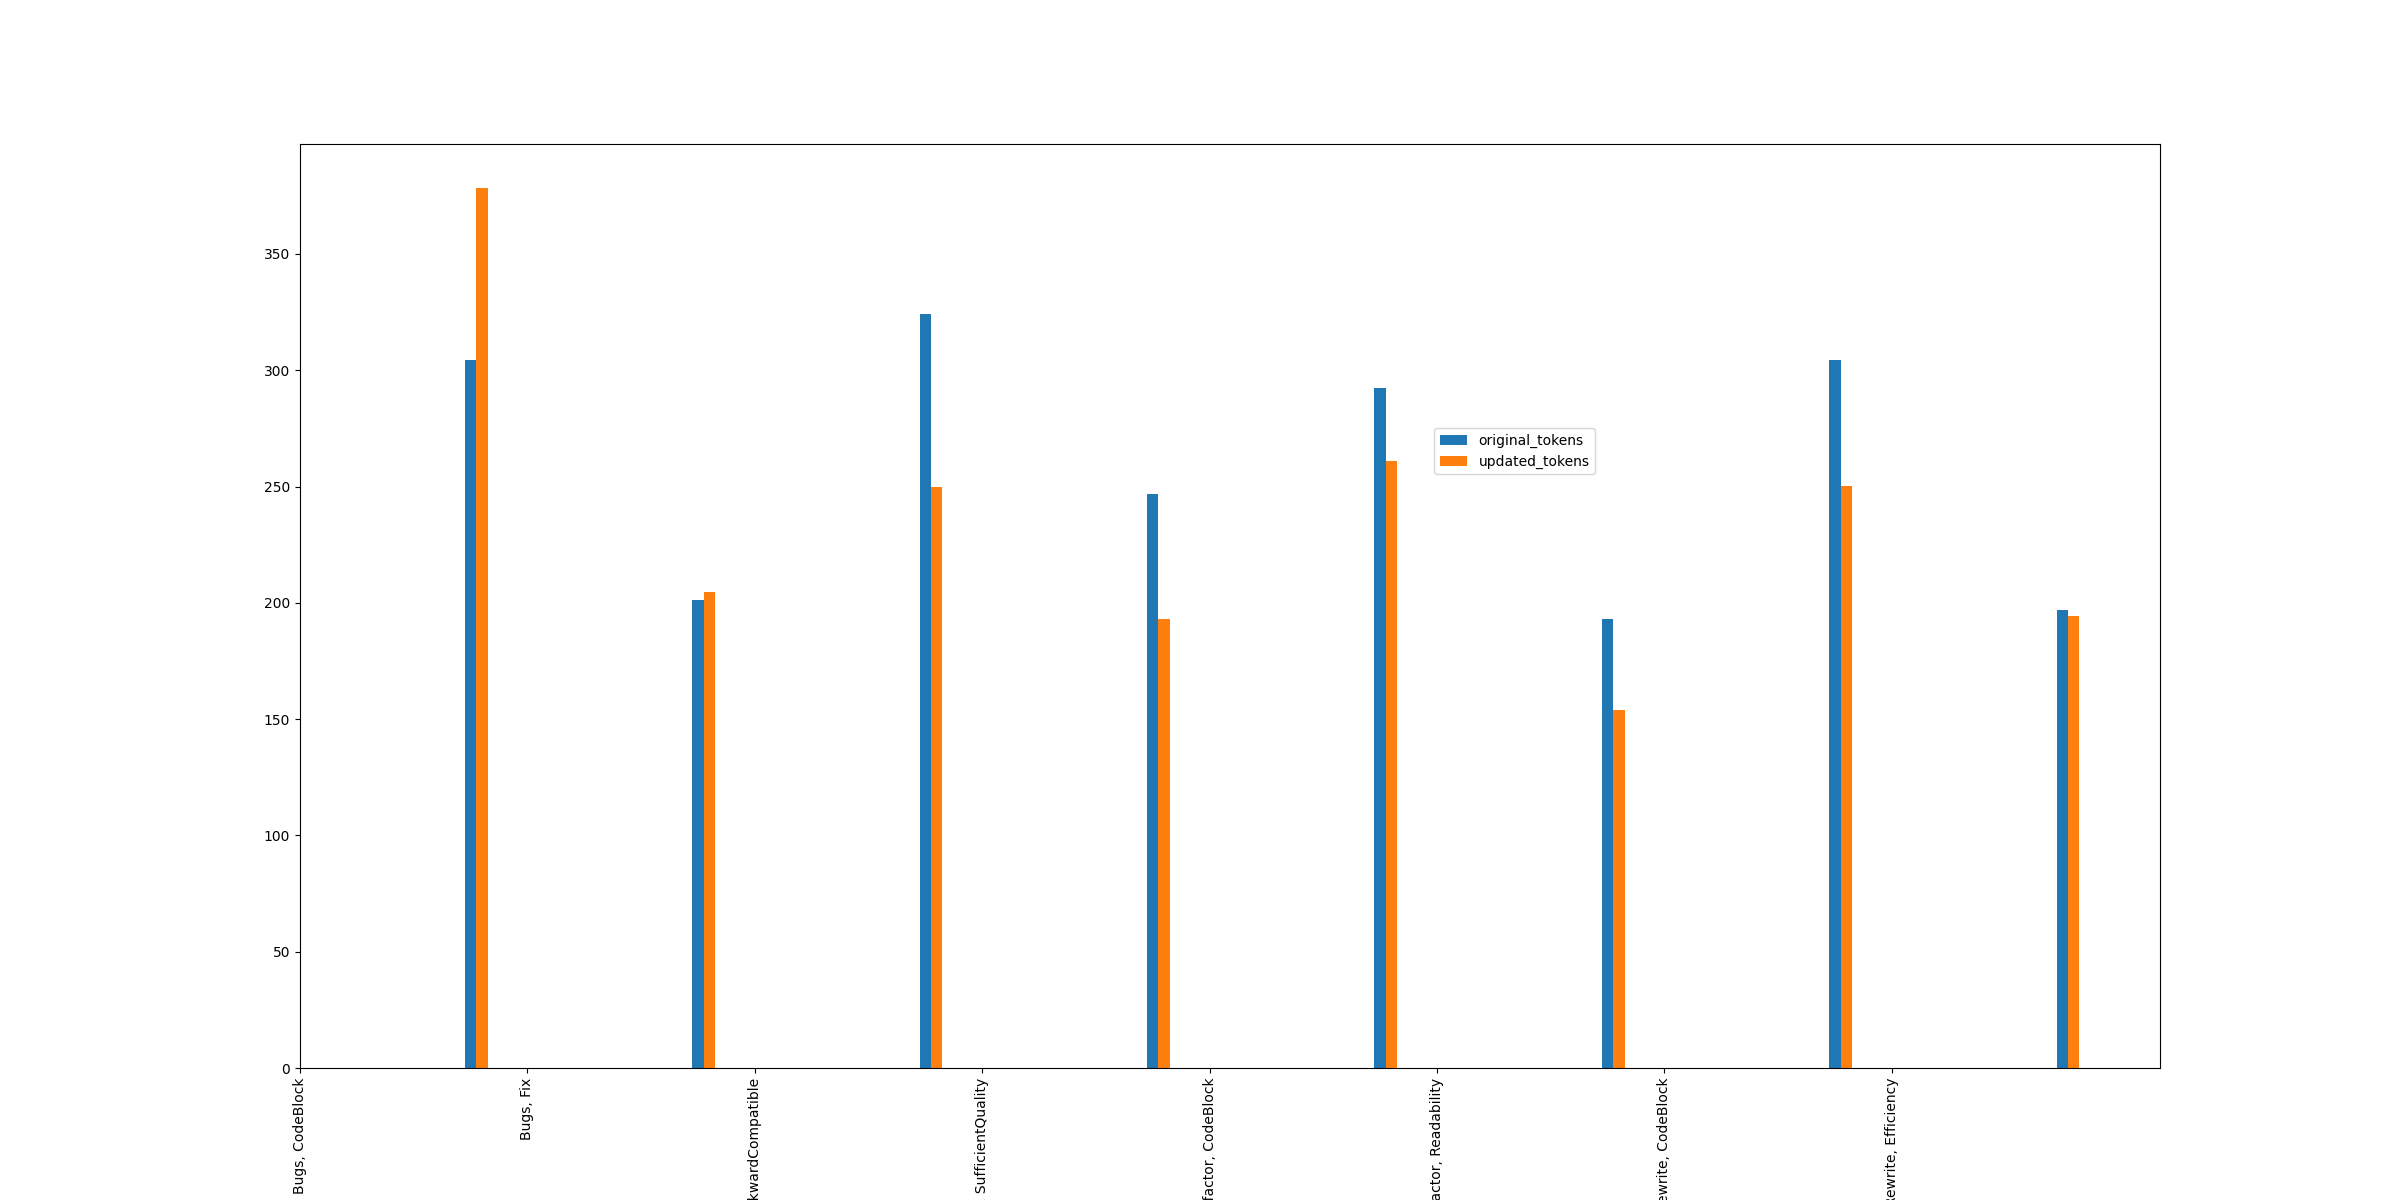 350
300
250
200
150
100
50
0
original_tokens
updated_tokens
Bugs, CodeBlock
Bugs, Fix
kwardCompatible
SufficientQuality
factor, CodeBlock
actor, Readability
ewrite, CodeBlock
Rewrite, Efficiency